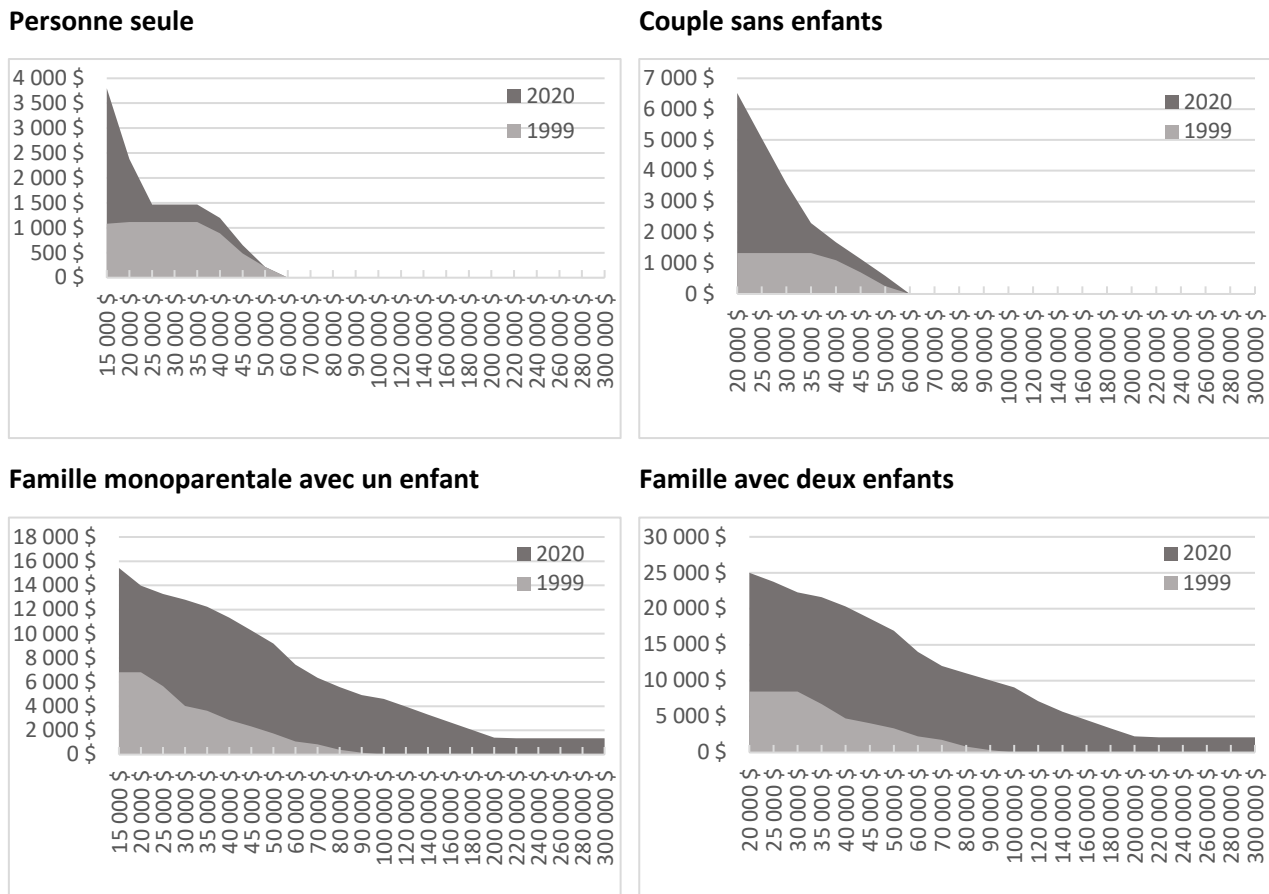 Personne seule
4 000 $
3 500 $
3 000 $
2 500 $
2 000 $
1 500 $
1 000 $
500 $
0 $
2020
1999
15 000 $
20 000 $
25 000 $
30 000 $
35 000 $
40 000 $
45 000 $
50 000 $
60 000 $
70 000 $
80 000 $
90 000 $
100 000 $
120 000 $
140 000 $
160 000 $
180 000 $
200 000 $
220 000 $
240 000 $
260 000 $
280 000 $
300 000 $
Couple sans enfants
7 000 $
6 000 $
5 000 $
4 000 $
3 000 $
2 000 $
1 000 $
0 $
2020
1999
20 000 $
25 000 $
30 000 $
35 000 $
40 000 $
45 000 $
50 000 $
60 000 $
70 000 $
80 000 $
90 000 $
100 000 $
120 000 $
140 000 $
160 000 $
180 000 $
200 000 $
220 000 $
240 000 $
260 000 $
280 000 $
300 000 $
Famille monoparentale avec un enfant
18 000 $
16 000 $
14 000 $
12 000 $
10 000 $
8 000 $
6 000 $
4 000 $
2 000 $
0 $
2020
1999
15 000 $
20 000 $
25 000 $
30 000 $
35 000 $
40 000 $
45 000 $
50 000 $
60 000 $
70 000 $
80 000 $
90 000 $
100 000 $
120 000 $
140 000 $
160 000 $
180 000 $
200 000 $
220 000 $
240 000 $
260 000 $
280 000 $
300 000 $
Famille avec deux enfants
30 000 $
25 000 $
20 000 $
15 000 $
10 000 $
5 000 $
0 $
2020
1999
20 000 $
25 000 $
30 000 $
35 000 $
40 000 $
45 000 $
50 000 $
60 000 $
70 000 $
80 000 $
90 000 $
100 000 $
120 000 $
140 000 $
160 000 $
180 000 $
200 000 $
220 000 $
240 000 $
260 000 $
280 000 $
300 000 $